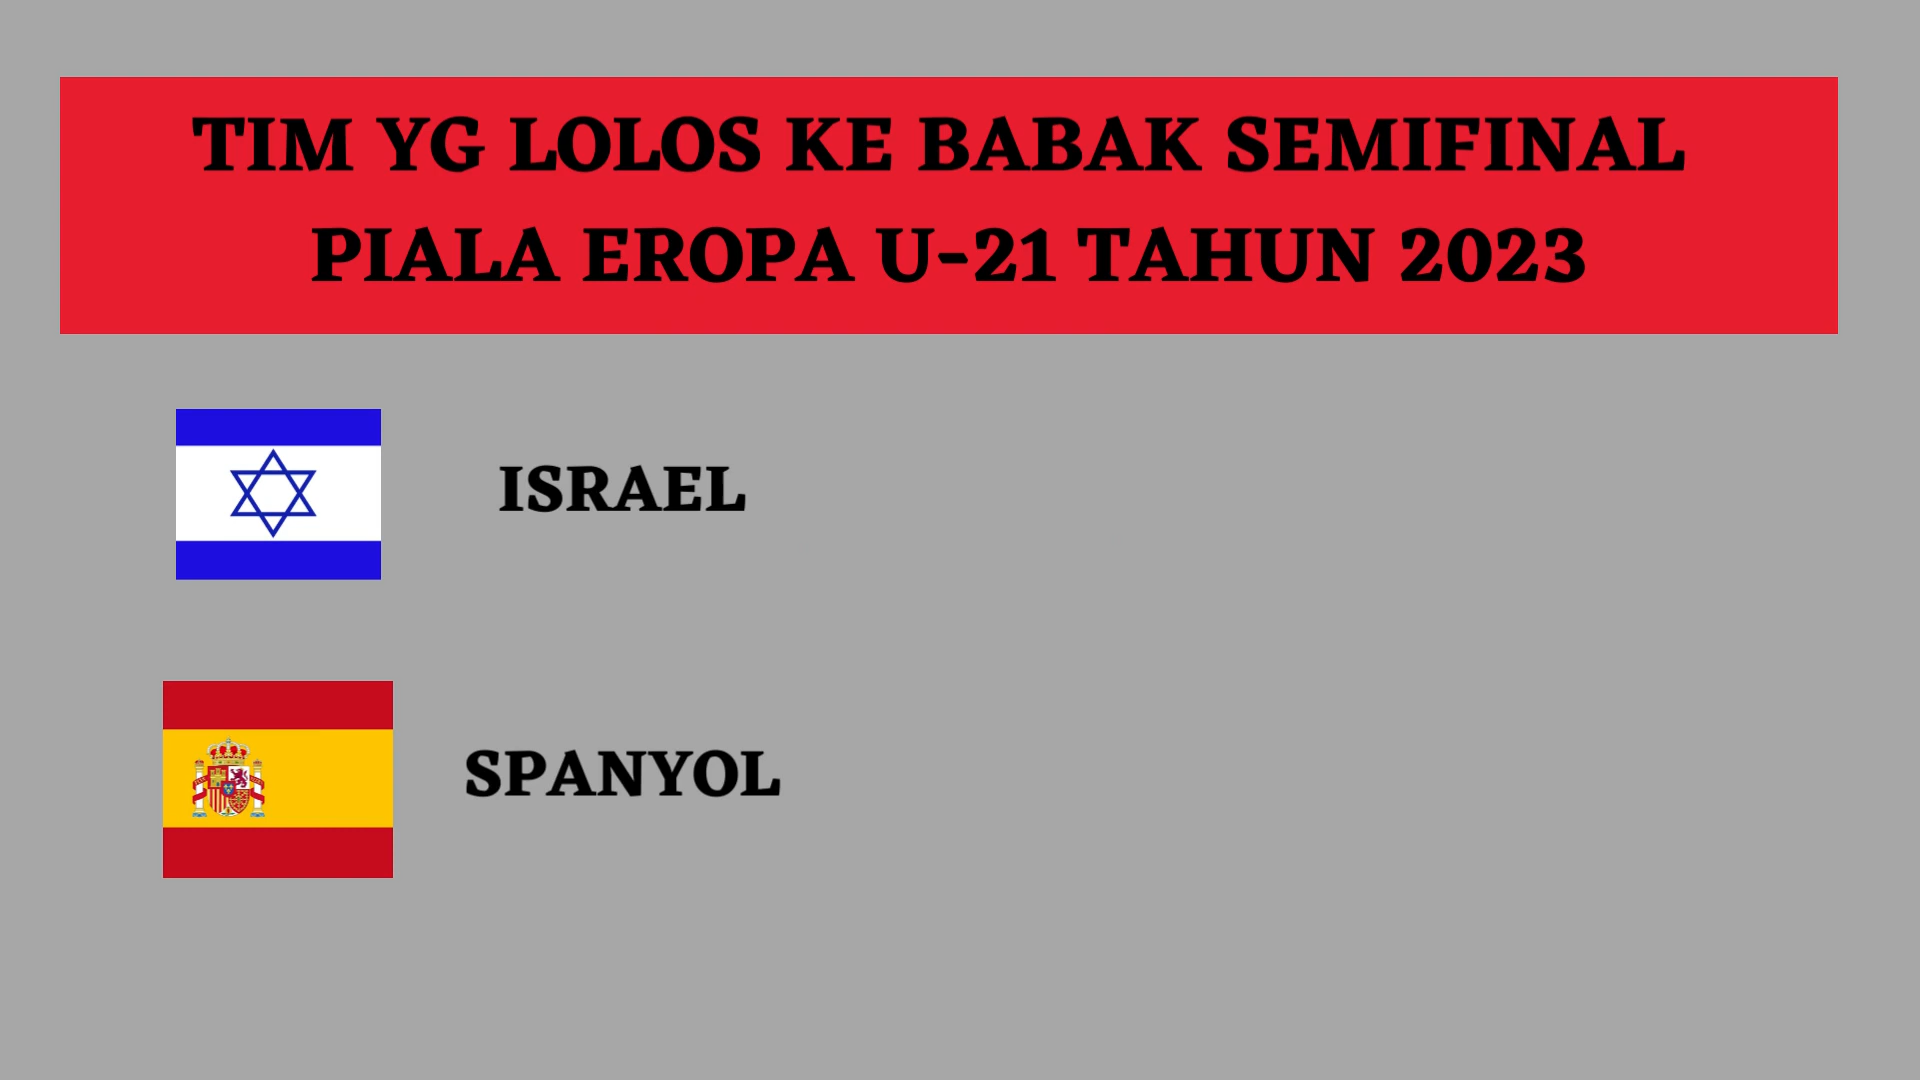 TIM YG LOLOS KE BABAK SEMIFINAL
PIALA EROPA U-21 TAHUN 2023
ISRAEL
SPANYOL